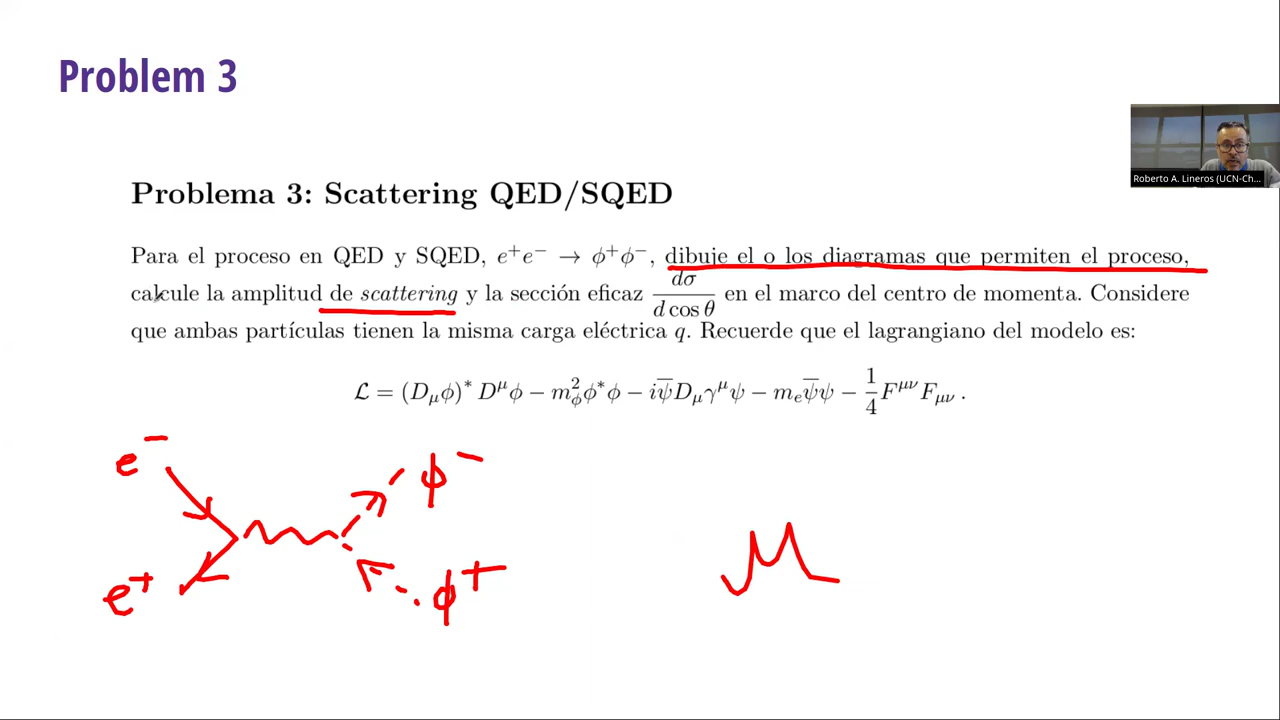 Problem 3
Roberto A. Lineros (UCN-Ch...
Problema 3: Scattering QED/SQED
Para el proceso en QED y SQED, e⁺e⁻ → ϕ⁺ϕ⁻, dibuje el o los diagramas que permiten el proceso,
calcule la amplitud de scattering y la sección eficaz dσ/d cos θ en el marco del centro de momenta. Considere
que ambas partículas tienen la misma carga eléctrica q. Recuerde que el lagrangiano del modelo es:
ℒ = (D_μϕ)* D^μϕ − m²_ϕϕ*ϕ − iψ̅D_μγ^μψ − m_eψ̅ψ − 1/4 F^{μν}F_{μν} .
e⁻
ϕ⁻
e⁺
ϕ⁺
M